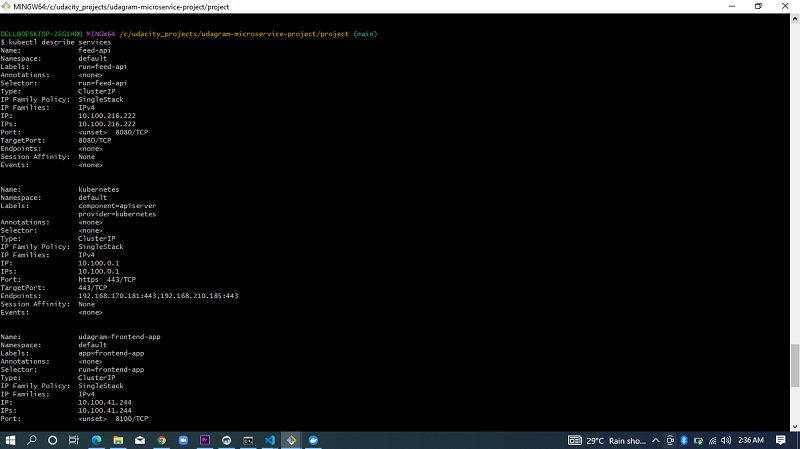 MINGW64:/c/udacity_projects/udagram-microservice-project/project
DELL@DESKTOP-2EG1HDQ MINGW64 /c/udacity_projects/udagram-microservice-project/project (main)
$ kubectl describe services
Name: feed-api
Namespace: default
Labels: run=feed-api
Annotations: <none>
Selector: run=feed-api
Type: ClusterIP
IP Family Policy: SingleStack
IP Families: IPv4
IP: 10.100.216.222
IPs: 10.100.216.222
Port: <unset> 8080/TCP
TargetPort: 8080/TCP
Endpoints: <none>
Session Affinity: None
Events: <none>
Name: kubernetes
Namespace: default
Labels: component=apiserver
provider=kubernetes
Annotations: <none>
Selector: <none>
Type: ClusterIP
IP Family Policy: SingleStack
IP Families: IPv4
IP: 10.100.0.1
IPs: 10.100.0.1
Port: https 443/TCP
TargetPort: 443/TCP
Endpoints: 192.168.170.181:443,192.168.210.185:443
Session Affinity: None
Events: <none>
Name: udagram-frontend-app
Namespace: default
Labels: app=frontend-app
Annotations: <none>
Selector: run=frontend-app
Type: ClusterIP
IP Family Policy: SingleStack
IP Families: IPv4
IP: 10.100.41.244
IPs: 10.100.41.244
Port: <unset> 8100/TCP
Pr
29°C Rain sho...
2:36 AM